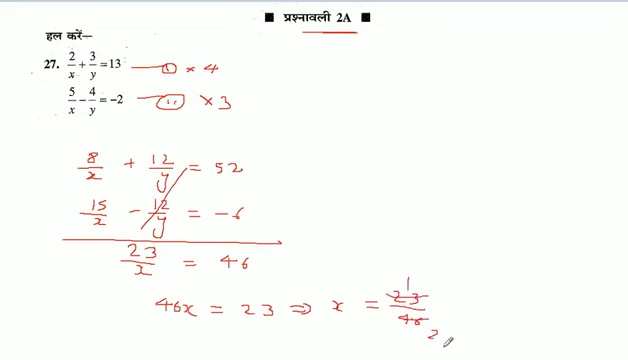 ■ प्रश्नावली 2A ■
हल करें–
27. 2/x + 3/y = 13 — (i) × 4
5/x − 4/y = −2 — (ii) × 3
8/x + 12/y = 52
15/x − 12/y = −6
23/x = 46
46x = 23 ⇒ x = 23/46 1 2